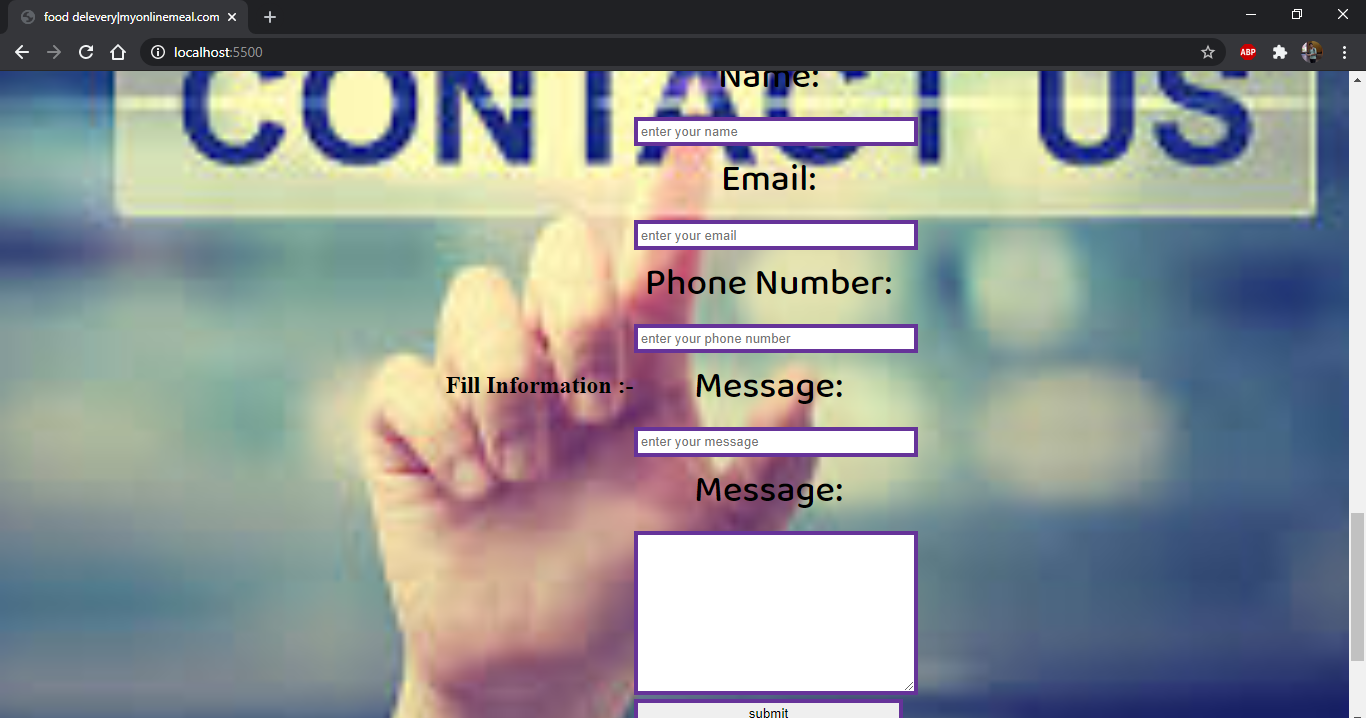 food delevery|myonlinemeal.com
localhost:5500
ABP
CONTACT US
Name:
enter your name
Email:
enter your email
Phone Number:
enter your phone number
Fill Information :-
Message:
enter your message
Message:
submit